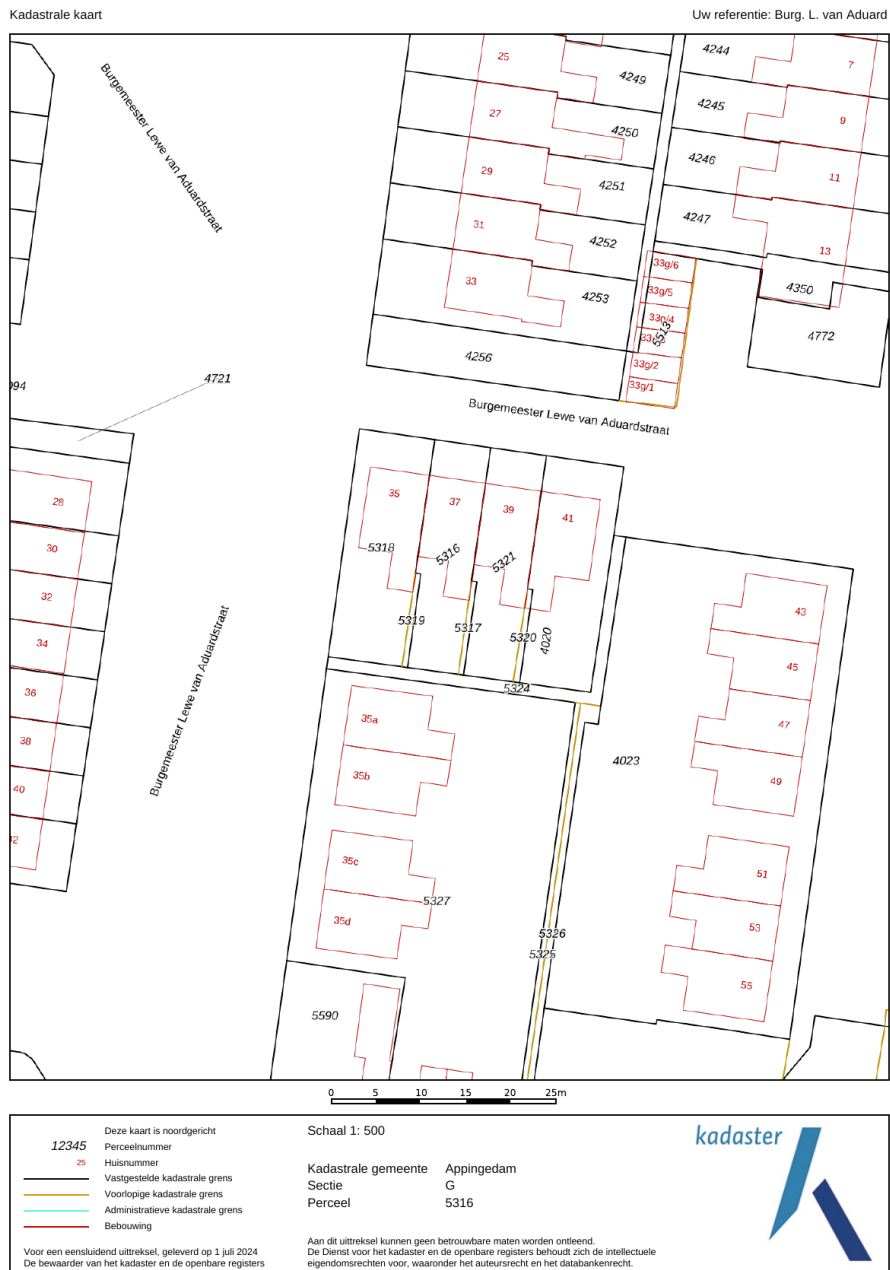 Kadastrale kaart
Uw referentie: Burg. L. van Aduard
25
4249
4244
7
Burgemeester Lewe van Aduardstraat
27
4250
4245
9
29
4251
4246
11
31
4252
4247
13
33
4253
33g/6
33g/5
33g/4
33g/2
33g/1
5513
4350
4772
4256
094
4721
Burgemeester Lewe van Aduardstraat
28
30
32
34
36
38
40
42
35
37
39
41
5318
5316
5321
5319
5317
5320
4020
5324
Burgemeester Lewe van Aduardstraat
43
45
47
49
4023
35a
35b
35c
35d
5327
51
53
55
5326
5325
5590
0 5 10 15 20 25m
12345
25
Deze kaart is noordgericht
Perceelnummer
Huisnummer
Vastgestelde kadastrale grens
Voorlopige kadastrale grens
Administratieve kadastrale grens
Bebouwing
Voor een eensluidend uittreksel, geleverd op 1 juli 2024
De bewaarder van het kadaster en de openbare registers
Schaal 1: 500
Kadastrale gemeente Appingedam
Sectie G
Perceel 5316
Aan dit uittreksel kunnen geen betrouwbare maten worden ontleend.
De Dienst voor het kadaster en de openbare registers behoudt zich de intellectuele
eigendomsrechten voor, waaronder het auteursrecht en het databankenrecht.
kadaster